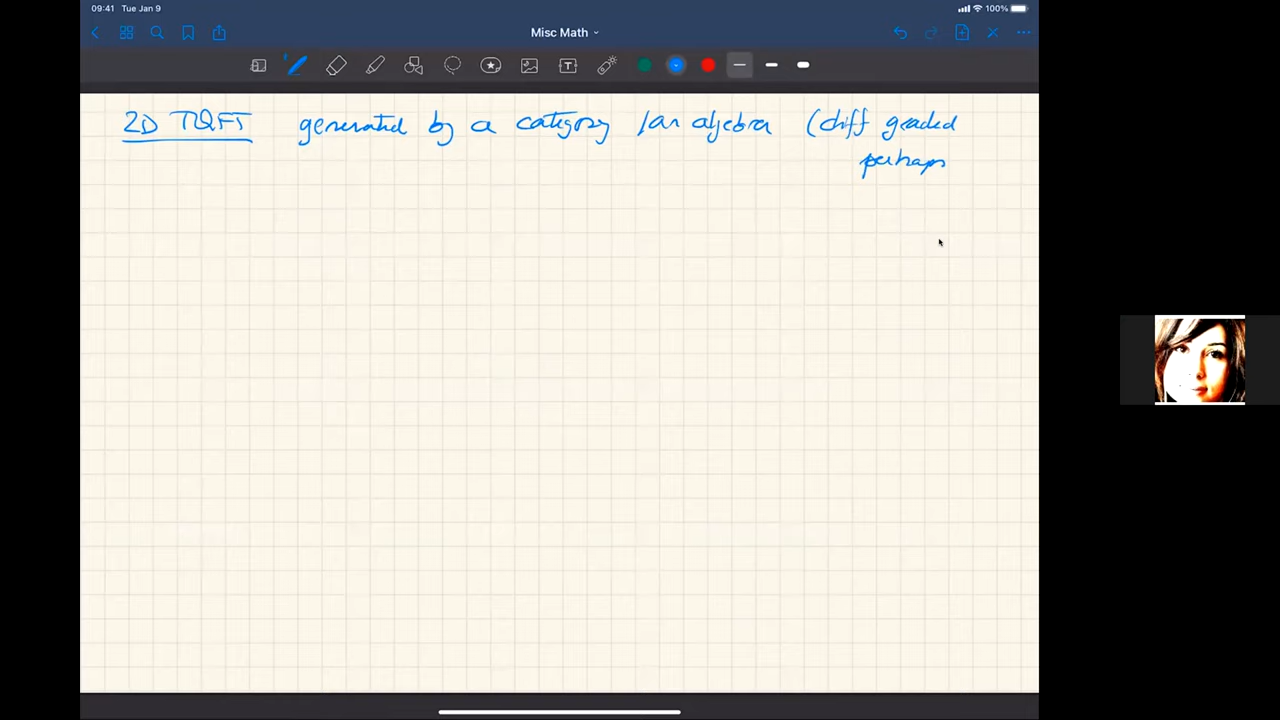 09:41 Tue Jan 9 100%
Misc Math
2D TQFT generated by a category /an algebra (diff graded
perhaps